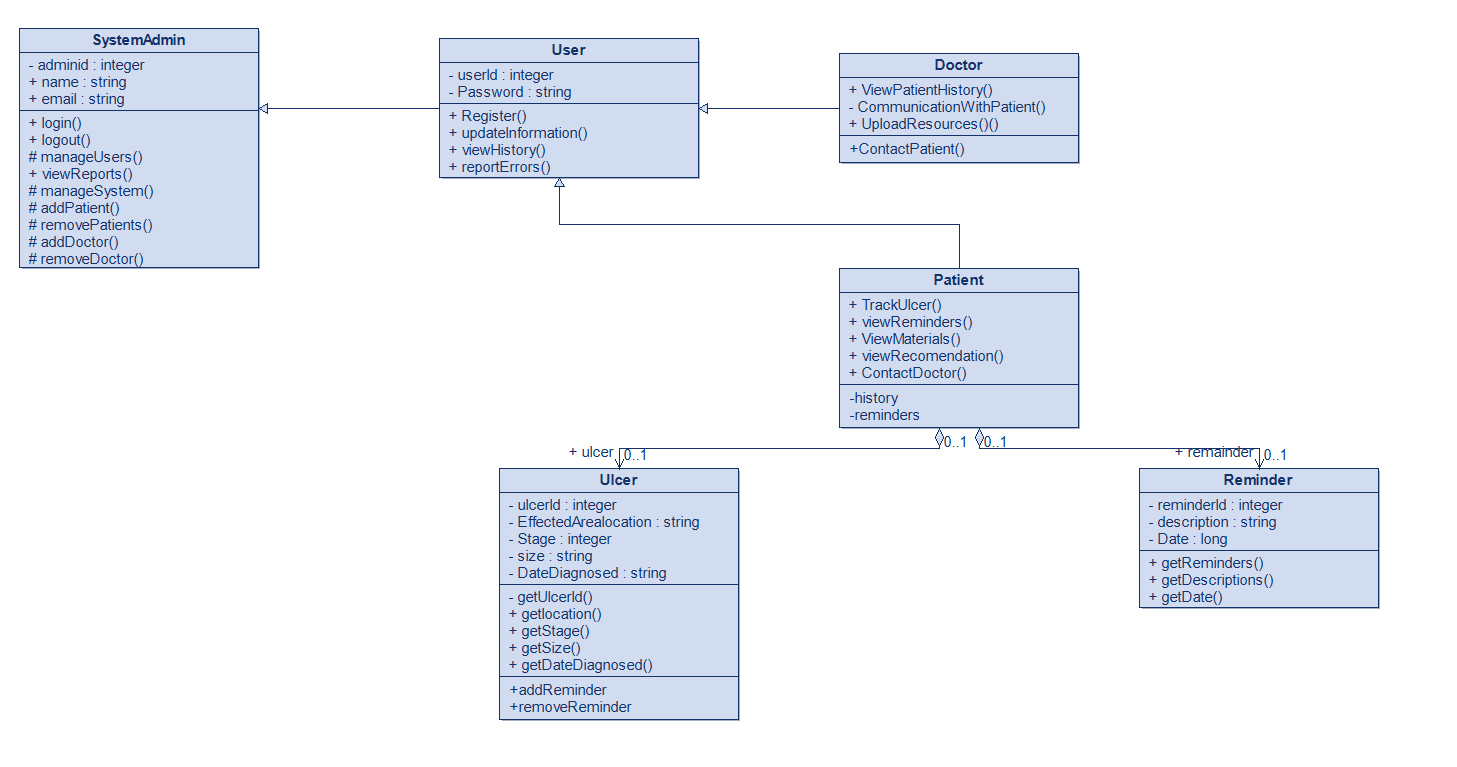 SystemAdmin
- adminid : integer
+ name : string
+ email : string
+ login()
+ logout()
# manageUsers()
+ viewReports()
# manageSystem()
# addPatient()
# removePatients()
# addDoctor()
# removeDoctor()
User
- userId : integer
- Password : string
+ Register()
+ updateInformation()
+ viewHistory()
+ reportErrors()
Doctor
+ ViewPatientHistory()
- CommunicationWithPatient()
+ UploadResources()()
+ContactPatient()
Patient
+ TrackUlcer()
+ viewReminders()
+ ViewMaterials()
+ viewRecomendation()
+ ContactDoctor()
-history
-reminders
0..1
0..1
+ ulcer
0..1
+ remainder
0..1
Ulcer
- ulcerId : integer
- EffectedArealocation : string
- Stage : integer
- size : string
- DateDiagnosed : string
- getUlcerId()
+ getlocation()
+ getStage()
+ getSize()
+ getDateDiagnosed()
+addReminder
+removeReminder
Reminder
- reminderId : integer
- description : string
- Date : long
+ getReminders()
+ getDescriptions()
+ getDate()